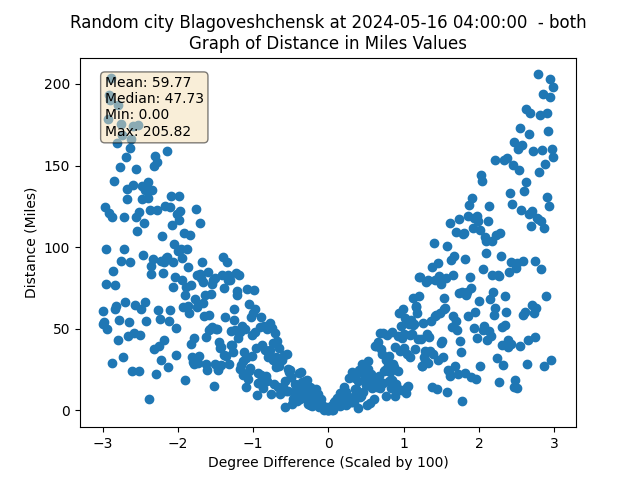 Random city Blagoveshchensk at 2024-05-16 04:00:00  - both
Graph of Distance in Miles Values
Mean: 59.77
Median: 47.73
Min: 0.00
Max: 205.82
200
150
100
50
0
Distance (Miles)
−3 −2 −1 0 1 2 3
Degree Difference (Scaled by 100)